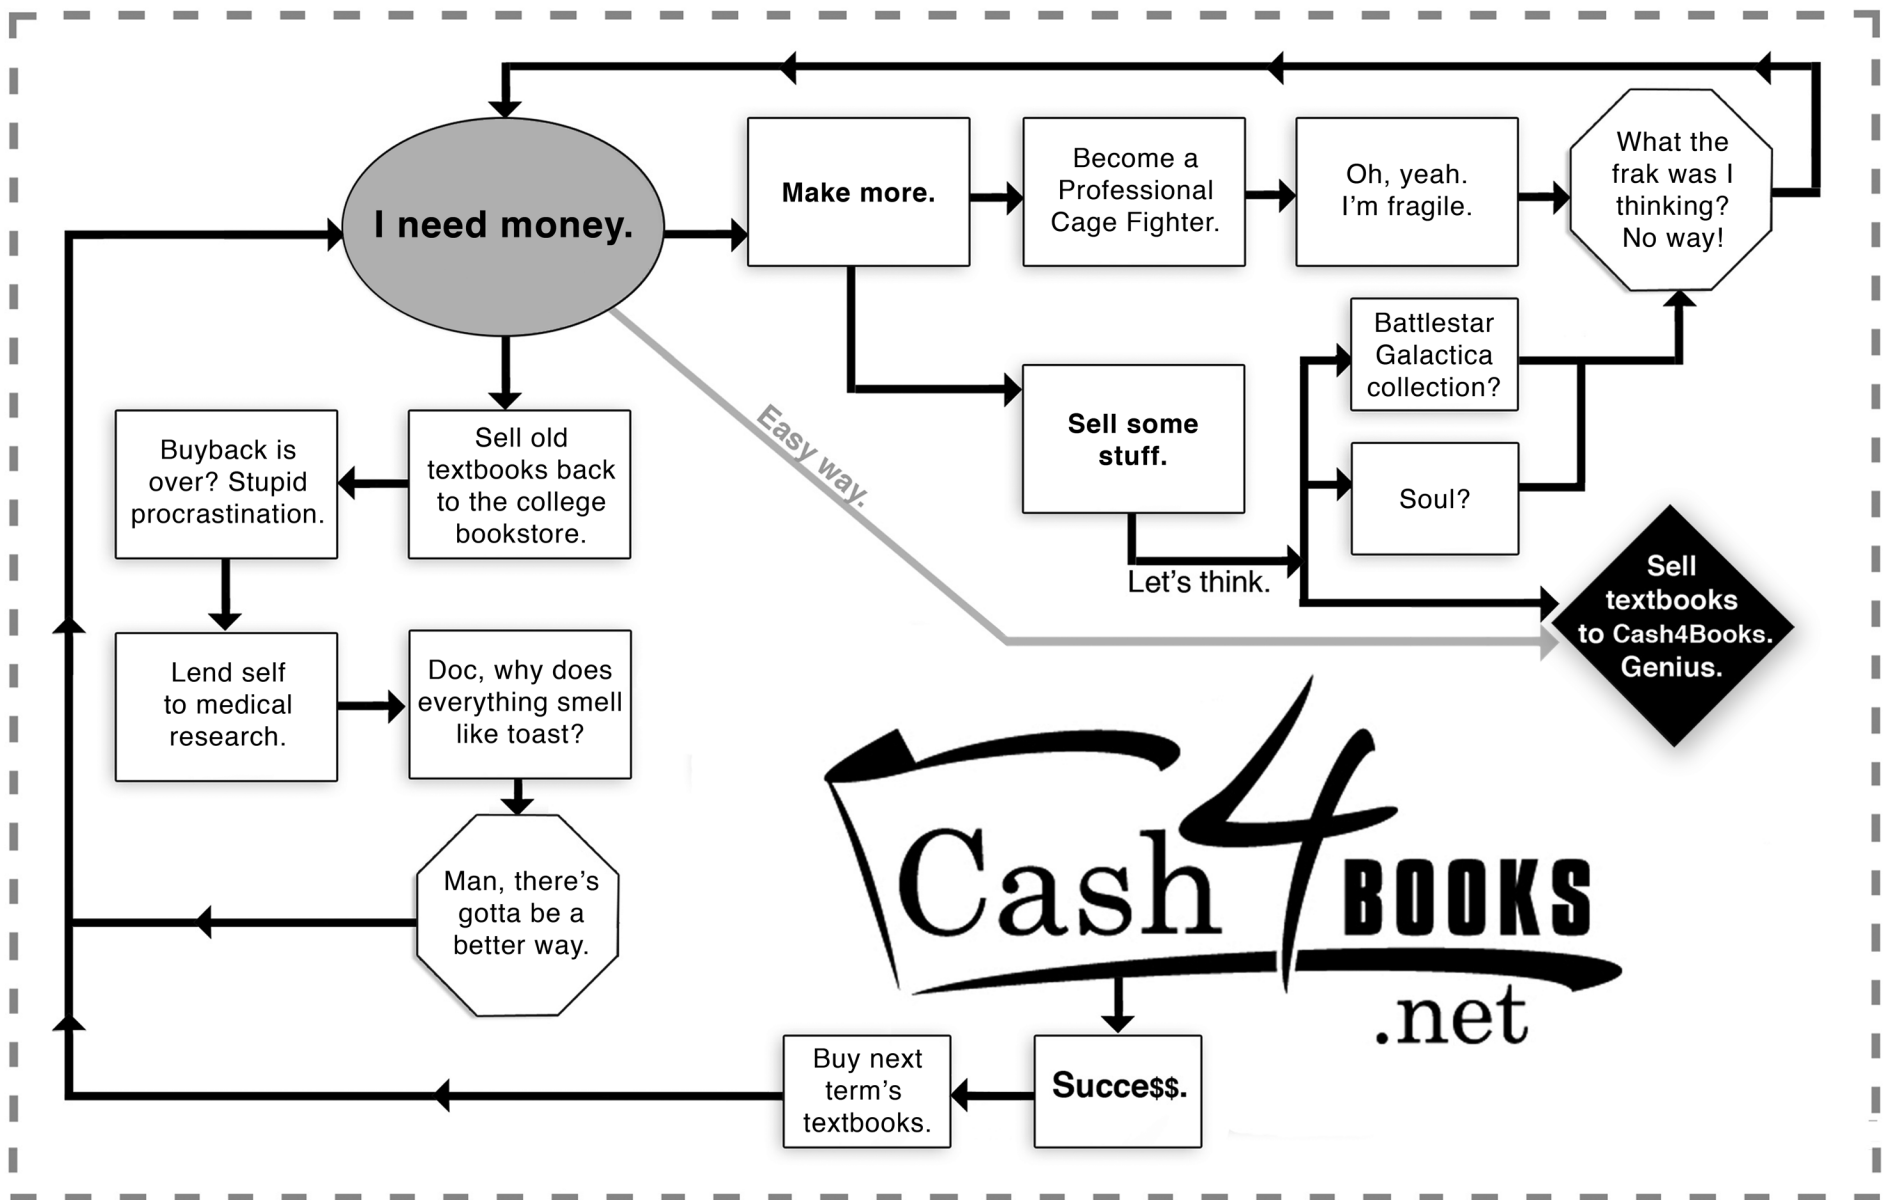 I need money.
Make more.
Become a
Professional
Cage Fighter.
Oh, yeah.
I'm fragile.
What the
frak was I
thinking?
No way!
Battlestar
Galactica
collection?
Sell some
stuff.
Soul?
Let's think.
Easy way.
Sell
textbooks
to Cash4Books.
Genius.
Sell old
textbooks back
to the college
bookstore.
Buyback is
over? Stupid
procrastination.
Lend self
to medical
research.
Doc, why does
everything smell
like toast?
Man, there's
gotta be a
better way.
Cash4BOOKS
.net
Succe$$.
Buy next
term's
textbooks.